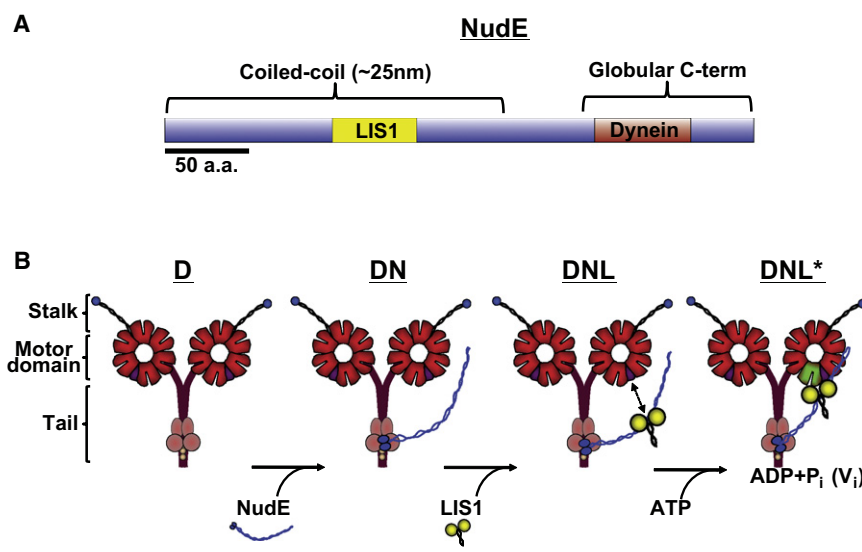 A
NudE
Coiled-coil (~25nm)
Globular C-term
LIS1
Dynein
50 a.a.
B
D
DN
DNL
DNL*
Stalk
Motor
domain
Tail
NudE
LIS1
ATP
ADP+Pi (Vi)